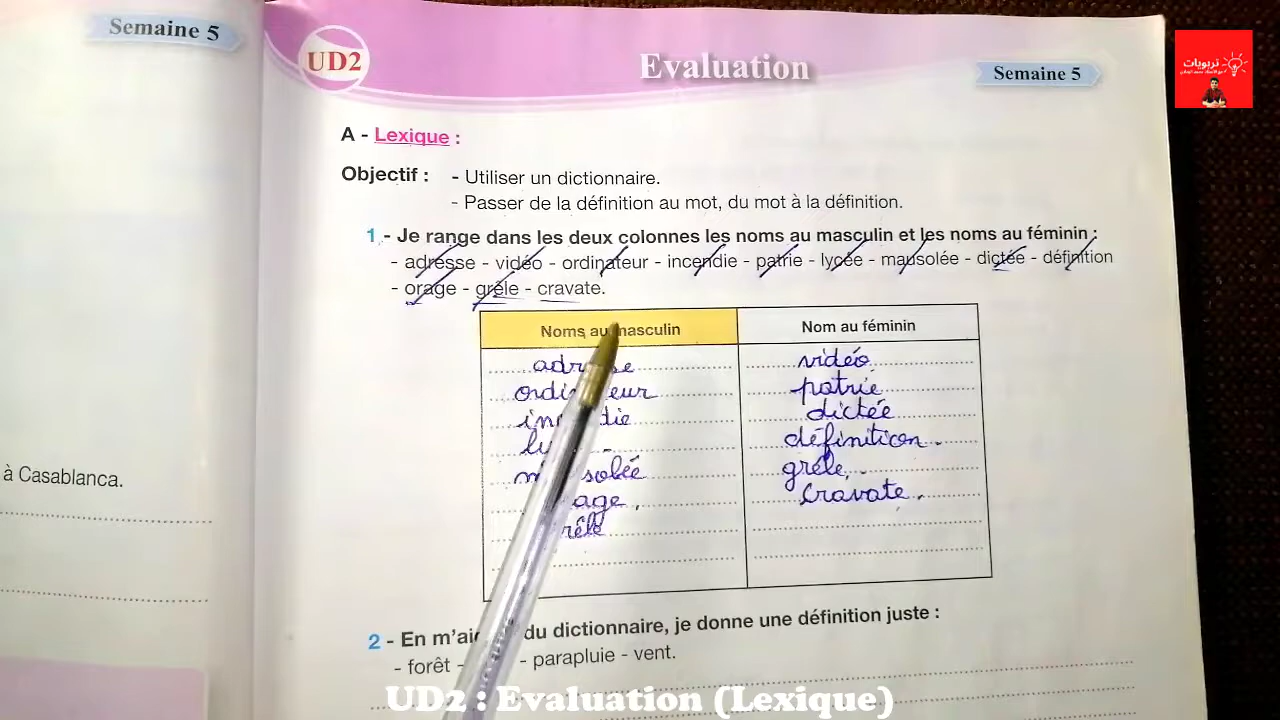 Semaine 5
UD2
Evaluation
Semaine 5
تربويات
A - Lexique :
Objectif : - Utiliser un dictionnaire.
- Passer de la définition au mot, du mot à la définition.
1 - Je range dans les deux colonnes les noms au masculin et les noms au féminin :
- adresse - vidéo - ordinateur - incendie - patrie - lycée - mausolée - dictée - définition
- orage - grêle - cravate.
Noms au masculin
Nom au féminin
vidéo
patrie
dictée
définition.
grêle.
cravate.
à Casablanca.
2 - En m'ai du dictionnaire, je donne une définition juste :
- forêt - - parapluie - vent.
UD2 : Evaluation (Lexique)